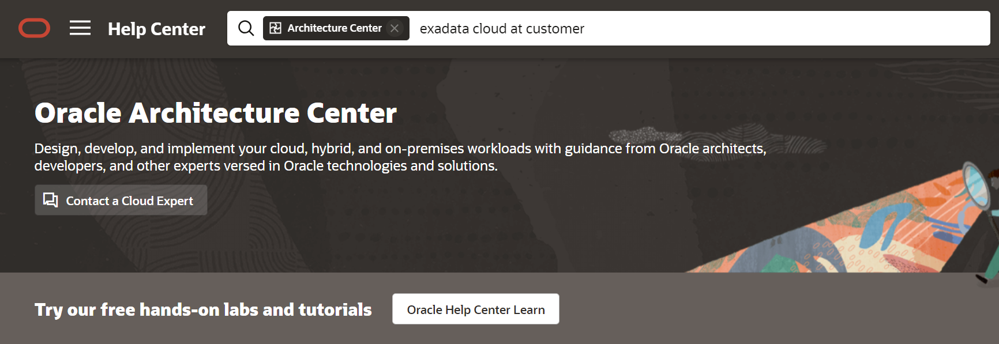 Help Center
Architecture Center
exadata cloud at customer
Oracle Architecture Center
Design, develop, and implement your cloud, hybrid, and on-premises workloads with guidance from Oracle architects,
developers, and other experts versed in Oracle technologies and solutions.
Contact a Cloud Expert
Try our free hands-on labs and tutorials
Oracle Help Center Learn